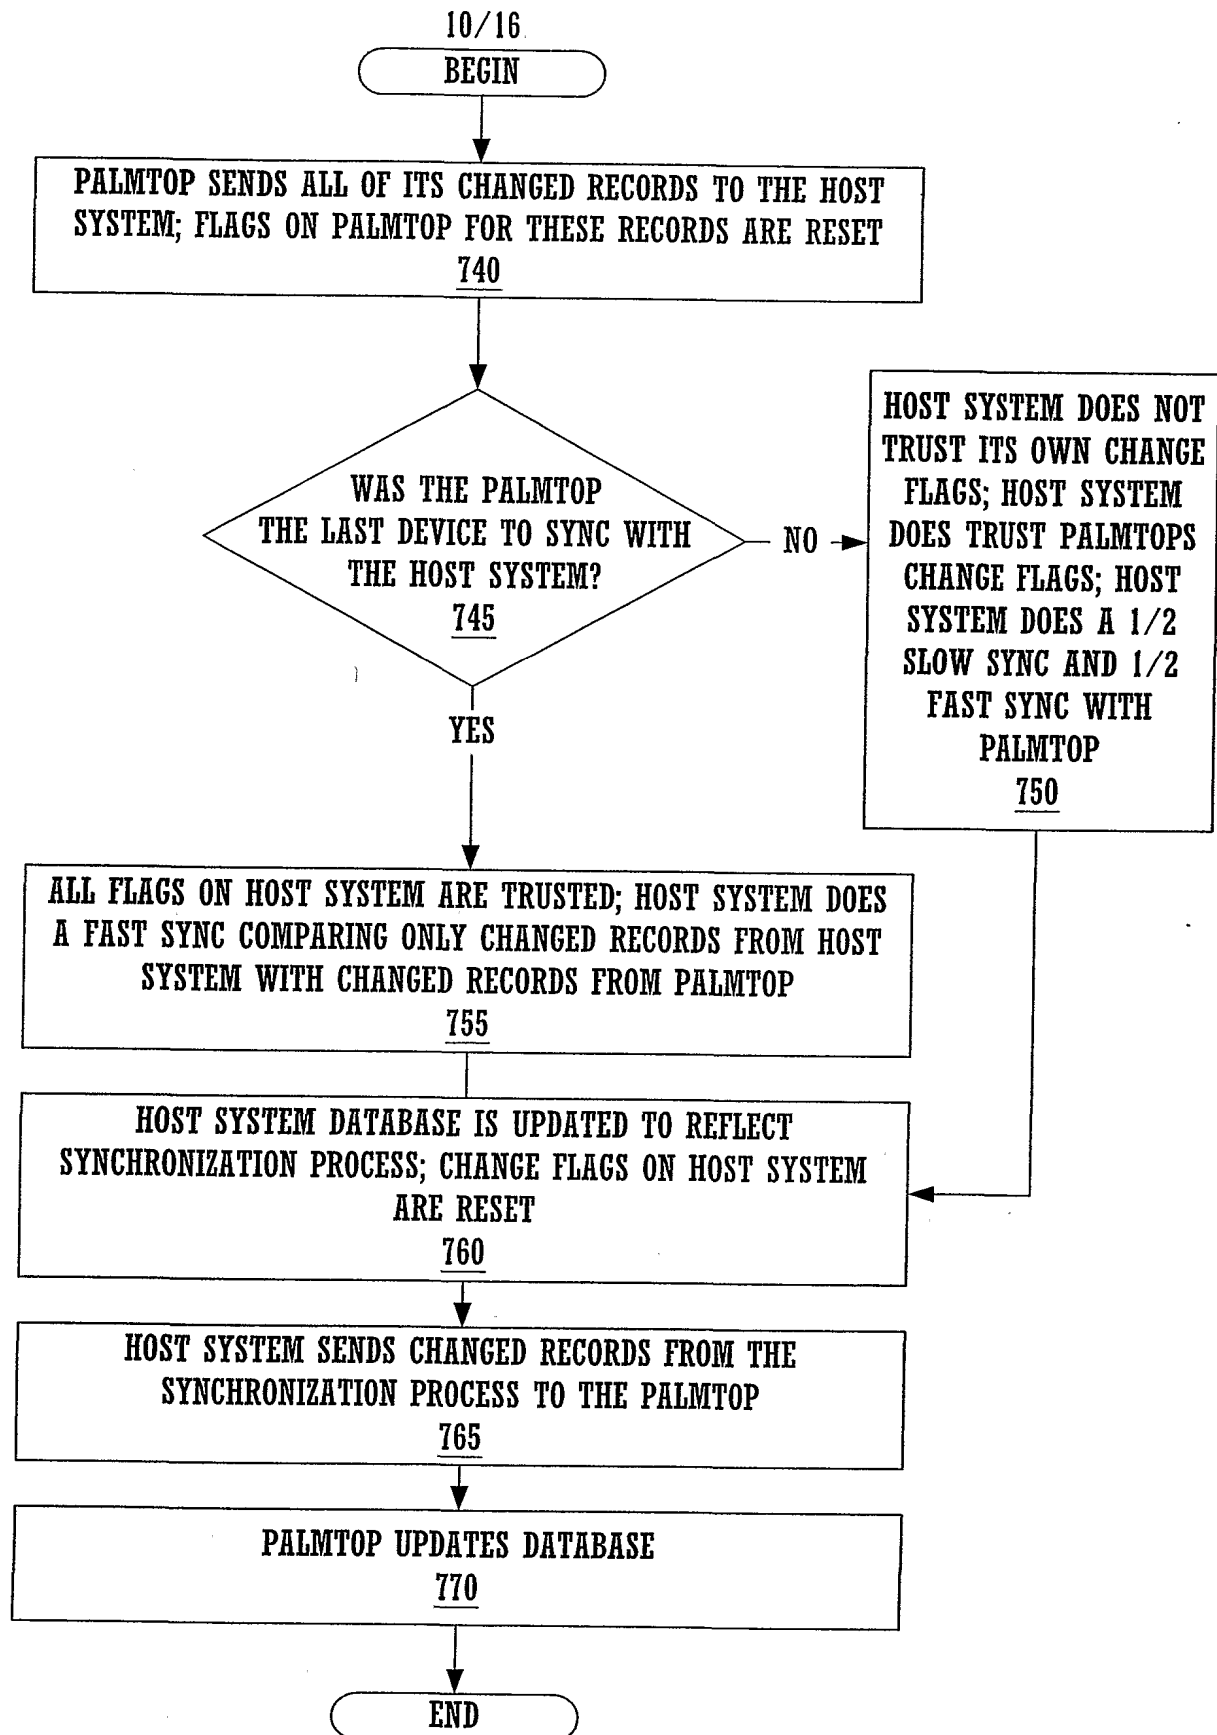 10/16
BEGIN
PALMTOP SENDS ALL OF ITS CHANGED RECORDS TO THE HOST
SYSTEM; FLAGS ON PALMTOP FOR THESE RECORDS ARE RESET
740
WAS THE PALMTOP
THE LAST DEVICE TO SYNC WITH
THE HOST SYSTEM?
745
NO
HOST SYSTEM DOES NOT
TRUST ITS OWN CHANGE
FLAGS; HOST SYSTEM
DOES TRUST PALMTOPS
CHANGE FLAGS; HOST
SYSTEM DOES A 1/2
SLOW SYNC AND 1/2
FAST SYNC WITH
PALMTOP
750
YES
ALL FLAGS ON HOST SYSTEM ARE TRUSTED; HOST SYSTEM DOES
A FAST SYNC COMPARING ONLY CHANGED RECORDS FROM HOST
SYSTEM WITH CHANGED RECORDS FROM PALMTOP
755
HOST SYSTEM DATABASE IS UPDATED TO REFLECT
SYNCHRONIZATION PROCESS; CHANGE FLAGS ON HOST SYSTEM
ARE RESET
760
HOST SYSTEM SENDS CHANGED RECORDS FROM THE
SYNCHRONIZATION PROCESS TO THE PALMTOP
765
PALMTOP UPDATES DATABASE
770
END